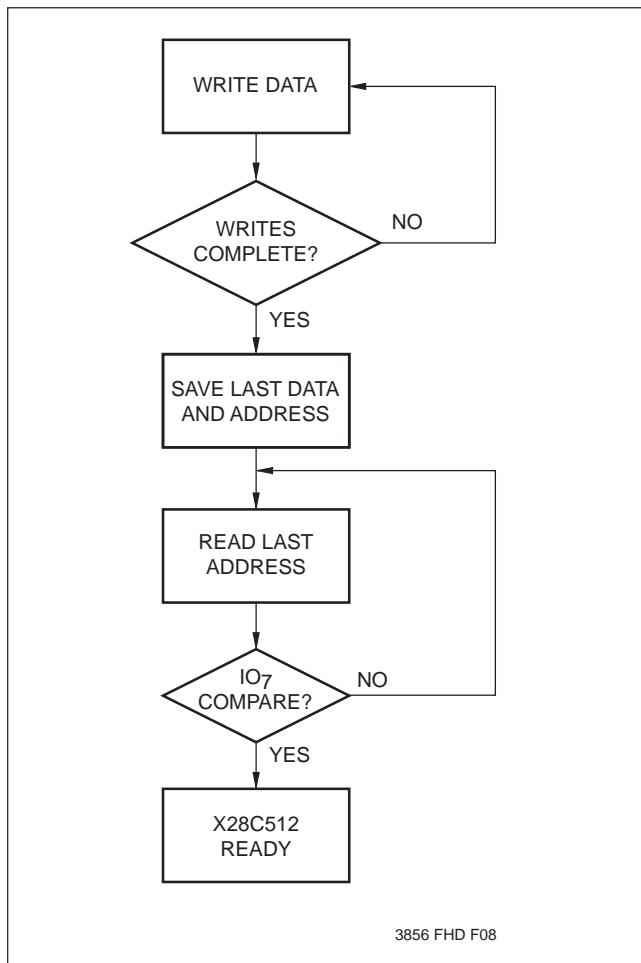 WRITE DATA
WRITES
COMPLETE?
NO
YES
SAVE LAST DATA
AND ADDRESS
READ LAST
ADDRESS
IO7
COMPARE?
NO
YES
X28C512
READY
3856 FHD F08